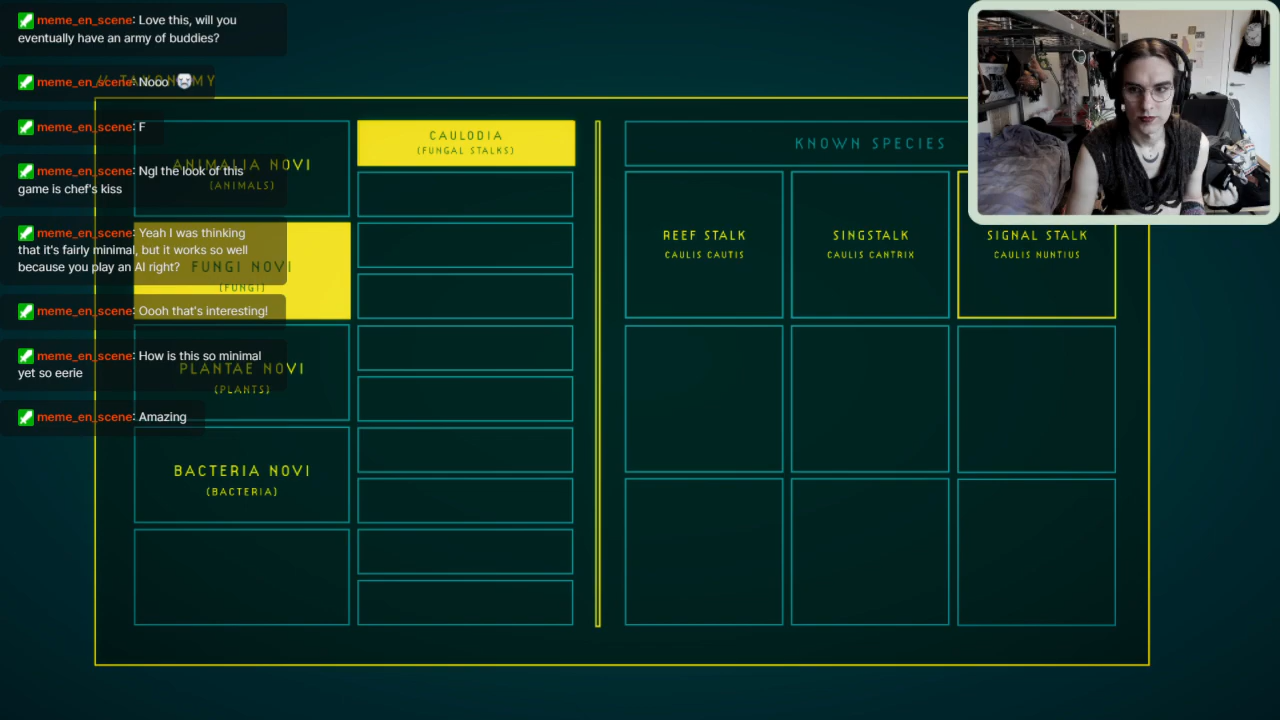 meme_en_scene: Love this, will you
eventually have an army of buddies?
// TAXONOMY
meme_en_scene: Nooo
meme_en_scene: F
meme_en_scene: Ngl the look of this
game is chef's kiss
meme_en_scene: Yeah I was thinking
that it's fairly minimal, but it works so well
because you play an AI right?
meme_en_scene: Oooh that's interesting!
meme_en_scene: How is this so minimal
yet so eerie
meme_en_scene: Amazing
ANIMALIA NOVI
(ANIMALS)
FUNGI NOVI
(FUNGI)
PLANTAE NOVI
(PLANTS)
BACTERIA NOVI
(BACTERIA)
CAULODIA
(FUNGAL STALKS)
KNOWN SPECIES
REEF STALK
CAULIS CAUTIS
SINGSTALK
CAULIS CANTRIX
SIGNAL STALK
CAULIS NUNTIUS